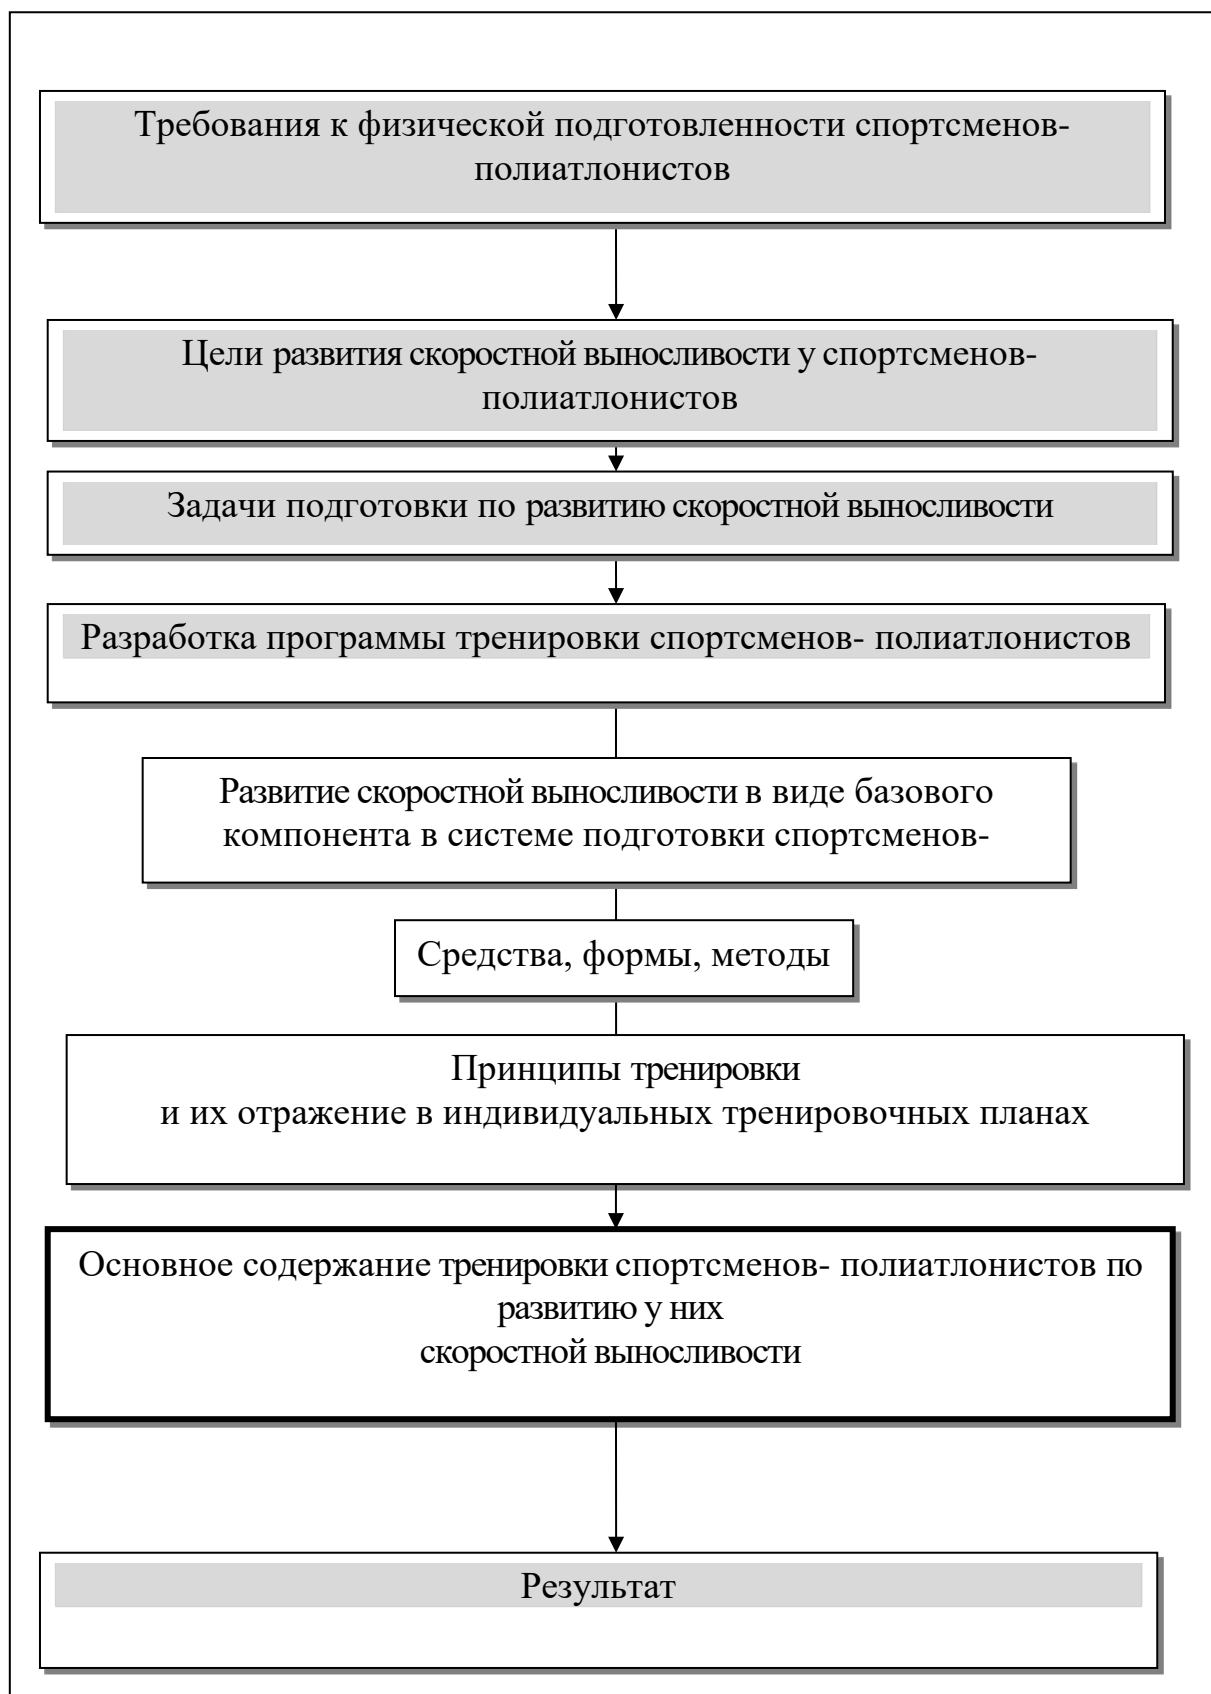 Требования к физической подготовленности спортсменов-
полиатлонистов
Цели развития скоростной выносливости у спортсменов-
полиатлонистов
Задачи подготовки по развитию скоростной выносливости
Разработка программы тренировки спортсменов- полиатлонистов
Развитие скоростной выносливости в виде базового
компонента в системе подготовки спортсменов-
Средства, формы, методы
Принципы тренировки
и их отражение в индивидуальных тренировочных планах
Основное содержание тренировки спортсменов- полиатлонистов по
развитию у них
скоростной выносливости
Результат